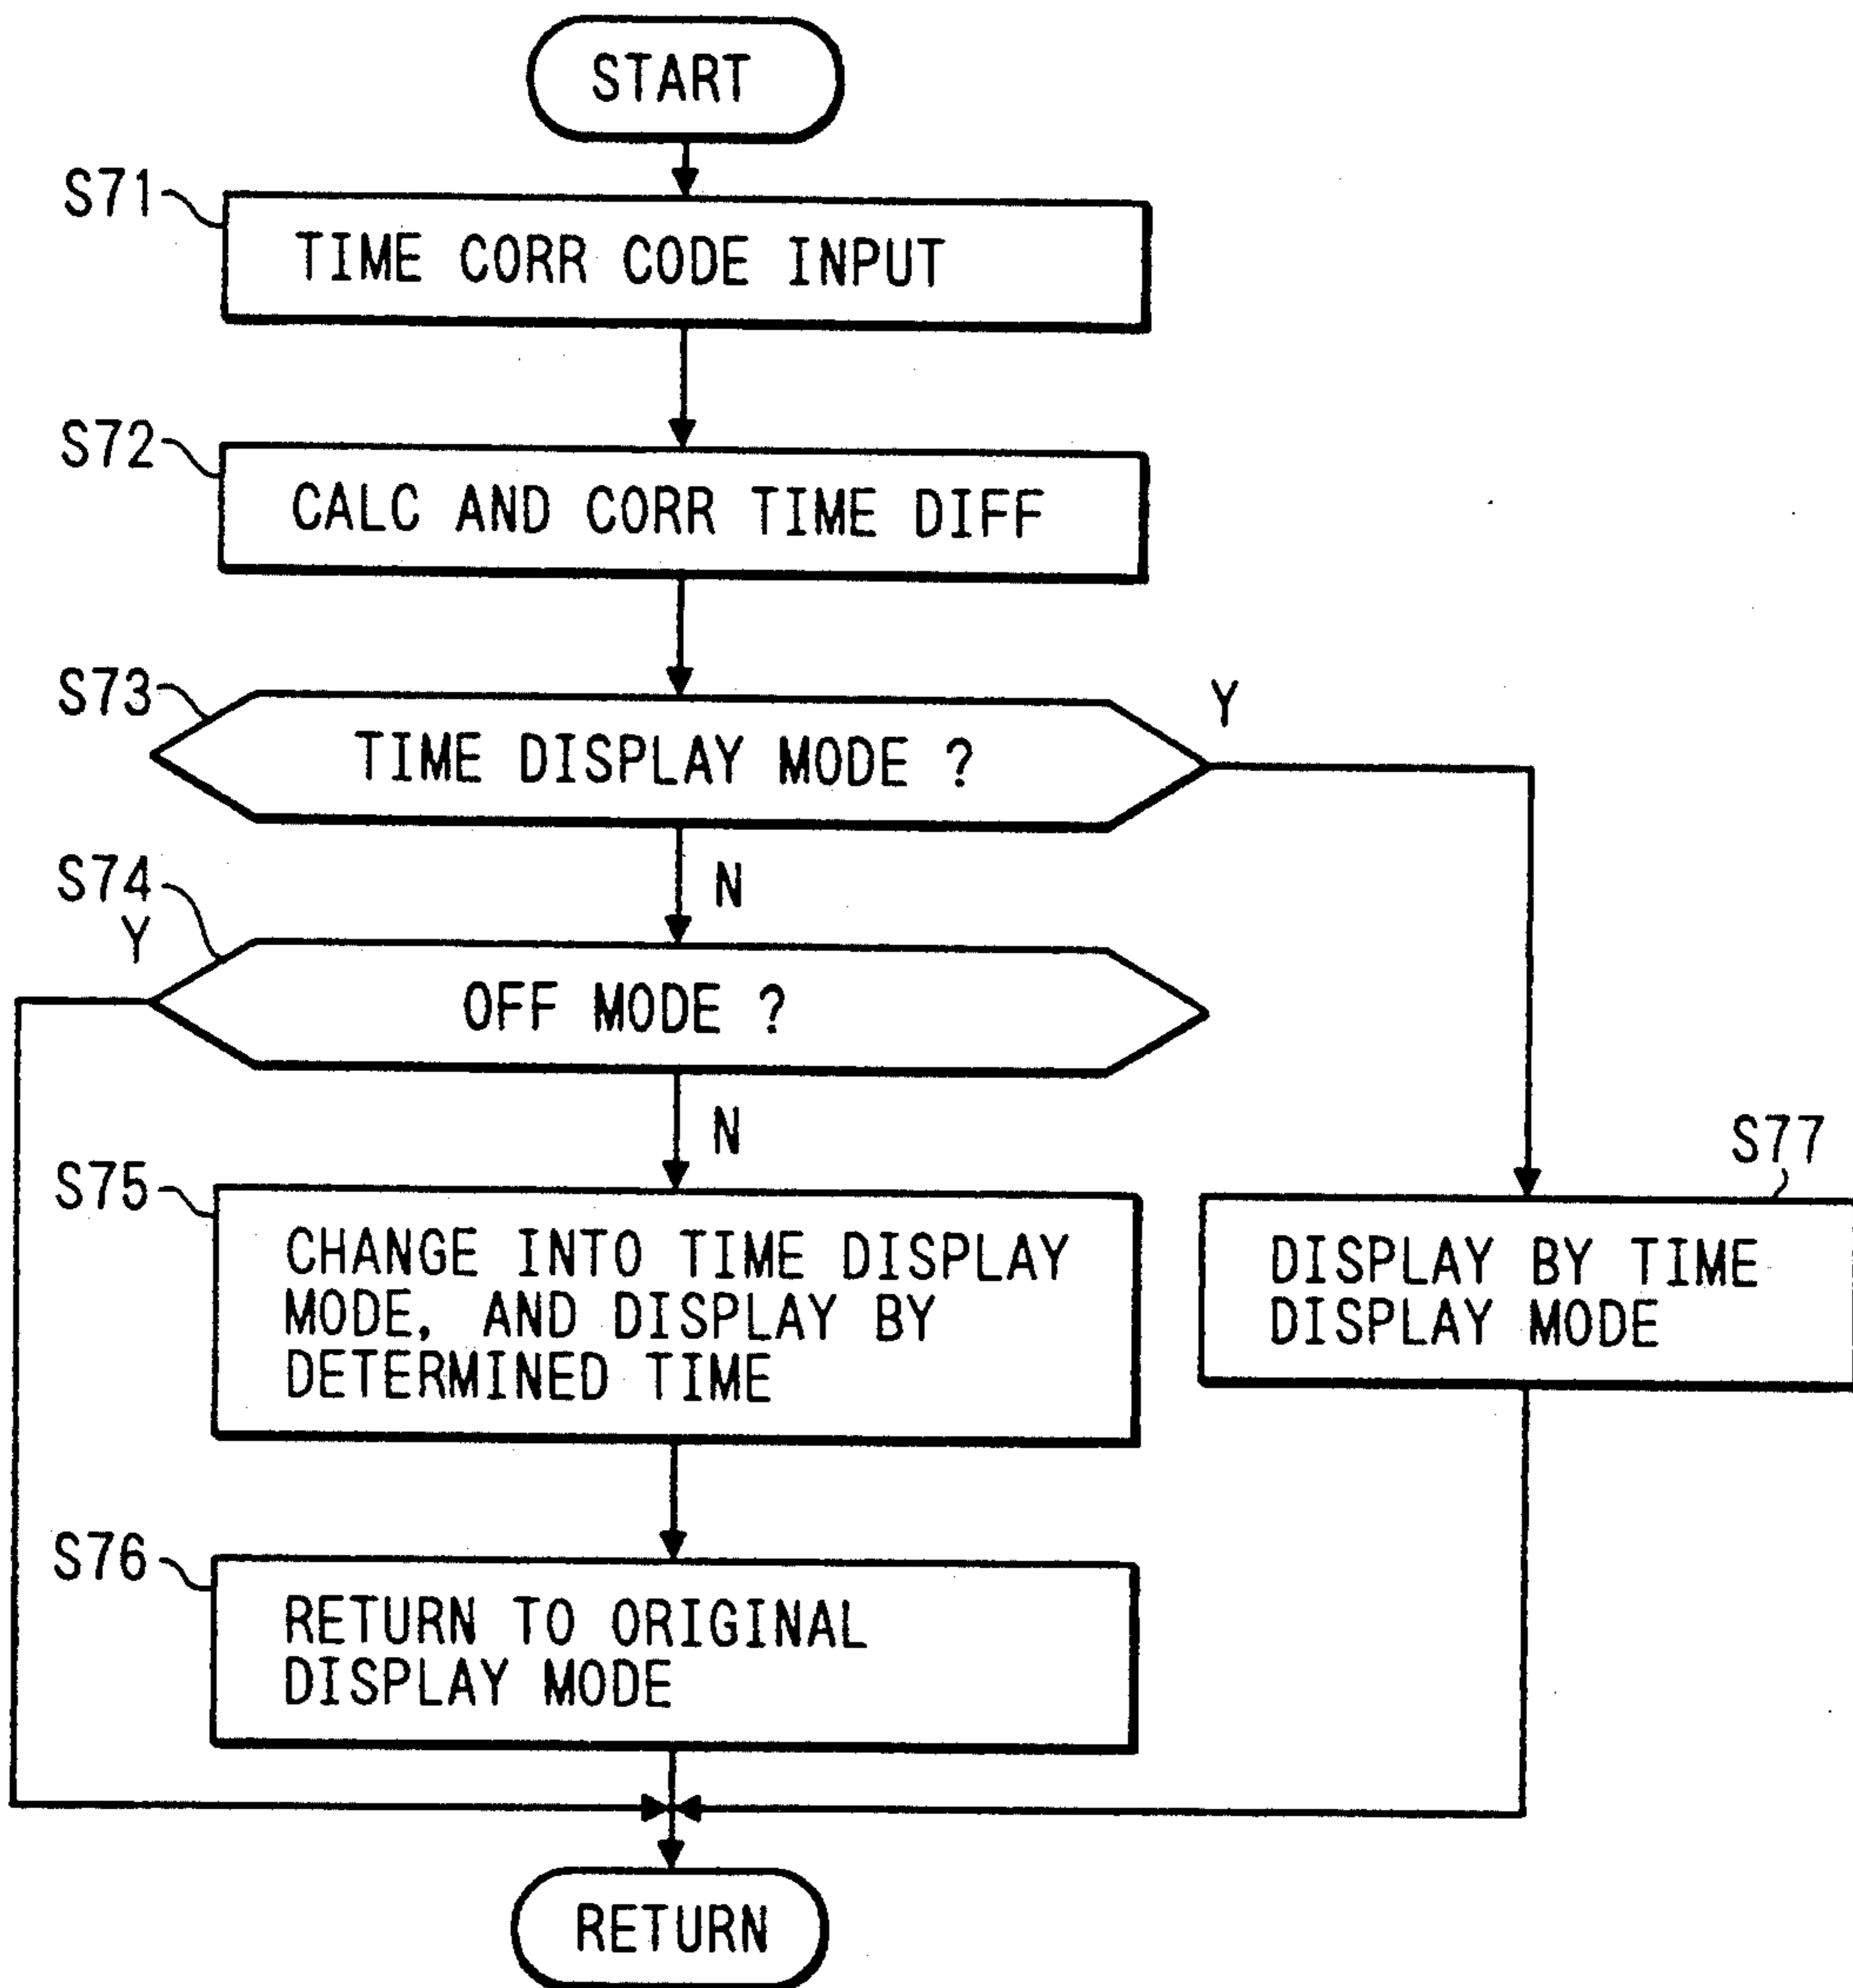 START
S71
TIME CORR CODE INPUT
S72
CALC AND CORR TIME DIFF
S73
TIME DISPLAY MODE ?
Y
N
S74
Y
OFF MODE ?
N
S75
CHANGE INTO TIME DISPLAY
MODE, AND DISPLAY BY
DETERMINED TIME
S77
DISPLAY BY TIME
DISPLAY MODE
S76
RETURN TO ORIGINAL
DISPLAY MODE
RETURN